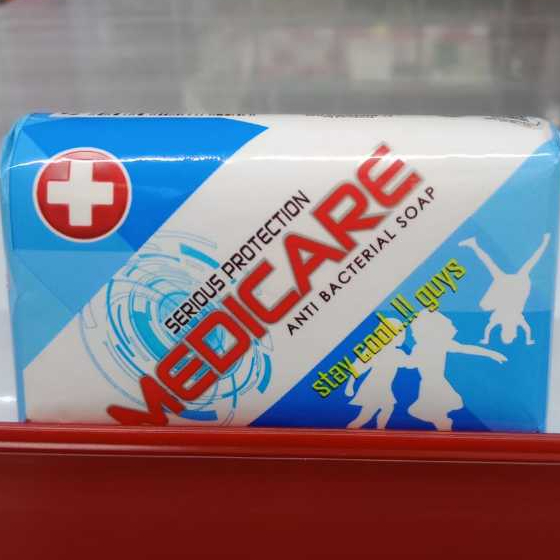 SERIOUS PROTECTION
MEDICARE
ANTI BACTERIAL SOAP
stay cool..!! guys